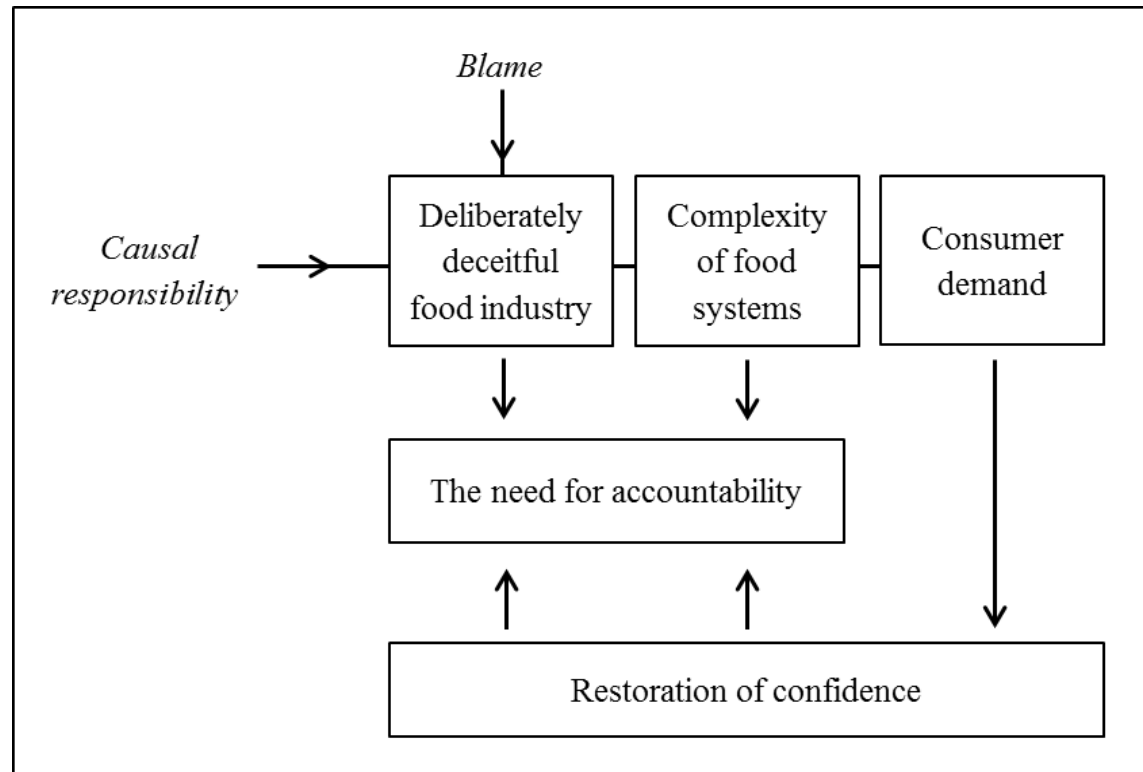 Blame
Deliberately
deceitful
food industry
Complexity
of food
systems
Consumer
demand
Causal
responsibility
The need for accountability
Restoration of confidence